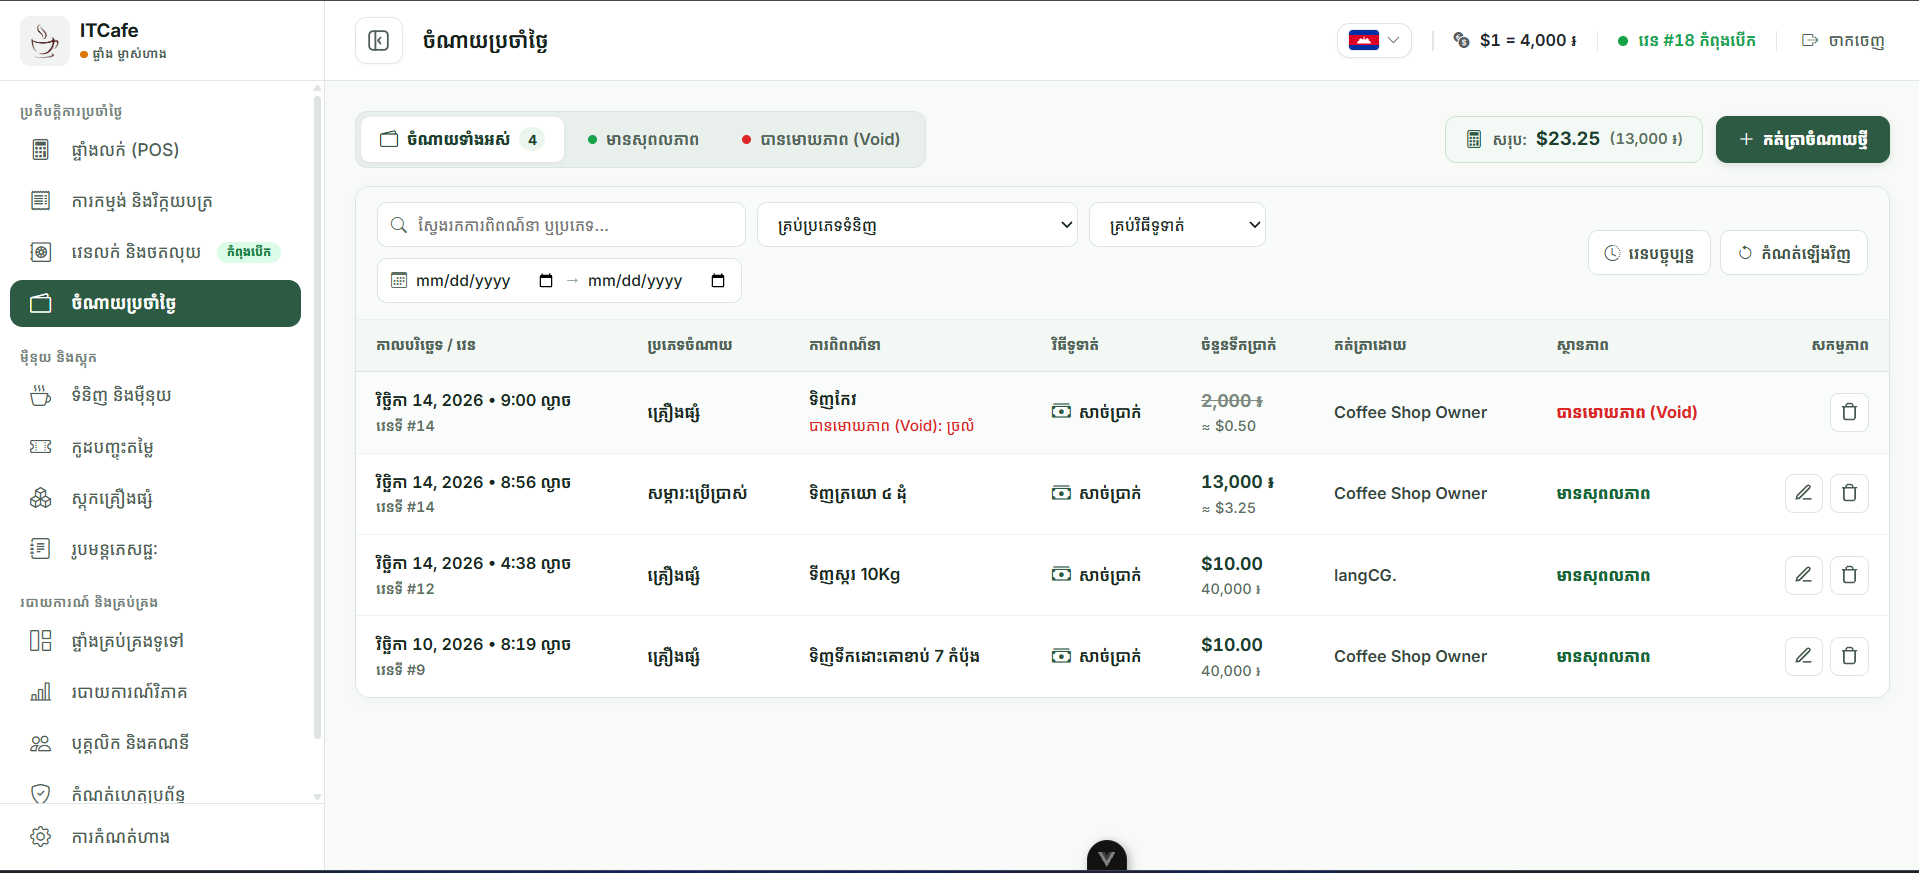 ITCafe
ផ្ទាំង ម្ចាស់ហាង
ចំណាយប្រចាំថ្ងៃ
$1 = 4,000 ៛
វេន #18 កំពុងបើក
ចាកចេញ
ប្រតិបត្តិការប្រចាំថ្ងៃ
ផ្ទាំងលក់ (POS)
ការកម្មង់ និងវិក្កយបត្រ
វេនលក់ និងថតលុយ កំពុងបើក
ចំណាយប្រចាំថ្ងៃ
ម៉ឺនុយ និងស្តុក
ទំនិញ និងម៉ឺនុយ
កូដបញ្ចុះតម្លៃ
ស្តុកគ្រឿងផ្សំ
រូបមន្តភេសជ្ជៈ
របាយការណ៍ និងគ្រប់គ្រង
ផ្ទាំងគ្រប់គ្រងទូទៅ
របាយការណ៍វិភាគ
បុគ្គលិក និងគណនី
កំណត់ហេតុប្រព័ន្ធ
ការកំណត់ហាង
ចំណាយទាំងអស់ 4
មានសុពលភាព
បានមោឃភាព (Void)
សរុប: $23.25 (13,000 ៛)
+ កត់ត្រាចំណាយថ្មី
ស្វែងរកការពិពណ៌នា ឬប្រភេទ...
គ្រប់ប្រភេទទំនិញ
គ្រប់វិធីទូទាត់
mm/dd/yyyy → mm/dd/yyyy
វេនបច្ចុប្បន្ន
កំណត់ឡើងវិញ
កាលបរិច្ឆេទ / វេន ប្រភេទចំណាយ ការពិពណ៌នា វិធីទូទាត់ ចំនួនទឹកប្រាក់ កត់ត្រាដោយ ស្ថានភាព សកម្មភាព
វិច្ឆិកា 14, 2026 • 9:00 ល្ងាច
វេនទី #14
គ្រឿងផ្សំ
ទិញកែវ
បានមោឃភាព (Void): ច្រលំ
សាច់ប្រាក់
2,000 ៛
≈ $0.50
Coffee Shop Owner
បានមោឃភាព (Void)
វិច្ឆិកា 14, 2026 • 8:56 ល្ងាច
វេនទី #14
សម្ភារៈប្រើប្រាស់
ទិញត្រយោ ៤ ដុំ
សាច់ប្រាក់
13,000 ៛
≈ $3.25
Coffee Shop Owner
មានសុពលភាព
វិច្ឆិកា 14, 2026 • 4:38 ល្ងាច
វេនទី #12
គ្រឿងផ្សំ
ទីញស្ករ 10Kg
សាច់ប្រាក់
$10.00
40,000 ៛
langCG.
មានសុពលភាព
វិច្ឆិកា 10, 2026 • 8:19 ល្ងាច
វេនទី #9
គ្រឿងផ្សំ
ទិញទឹកដោះគោខាប់ 7 កំប៉ុង
សាច់ប្រាក់
$10.00
40,000 ៛
Coffee Shop Owner
មានសុពលភាព